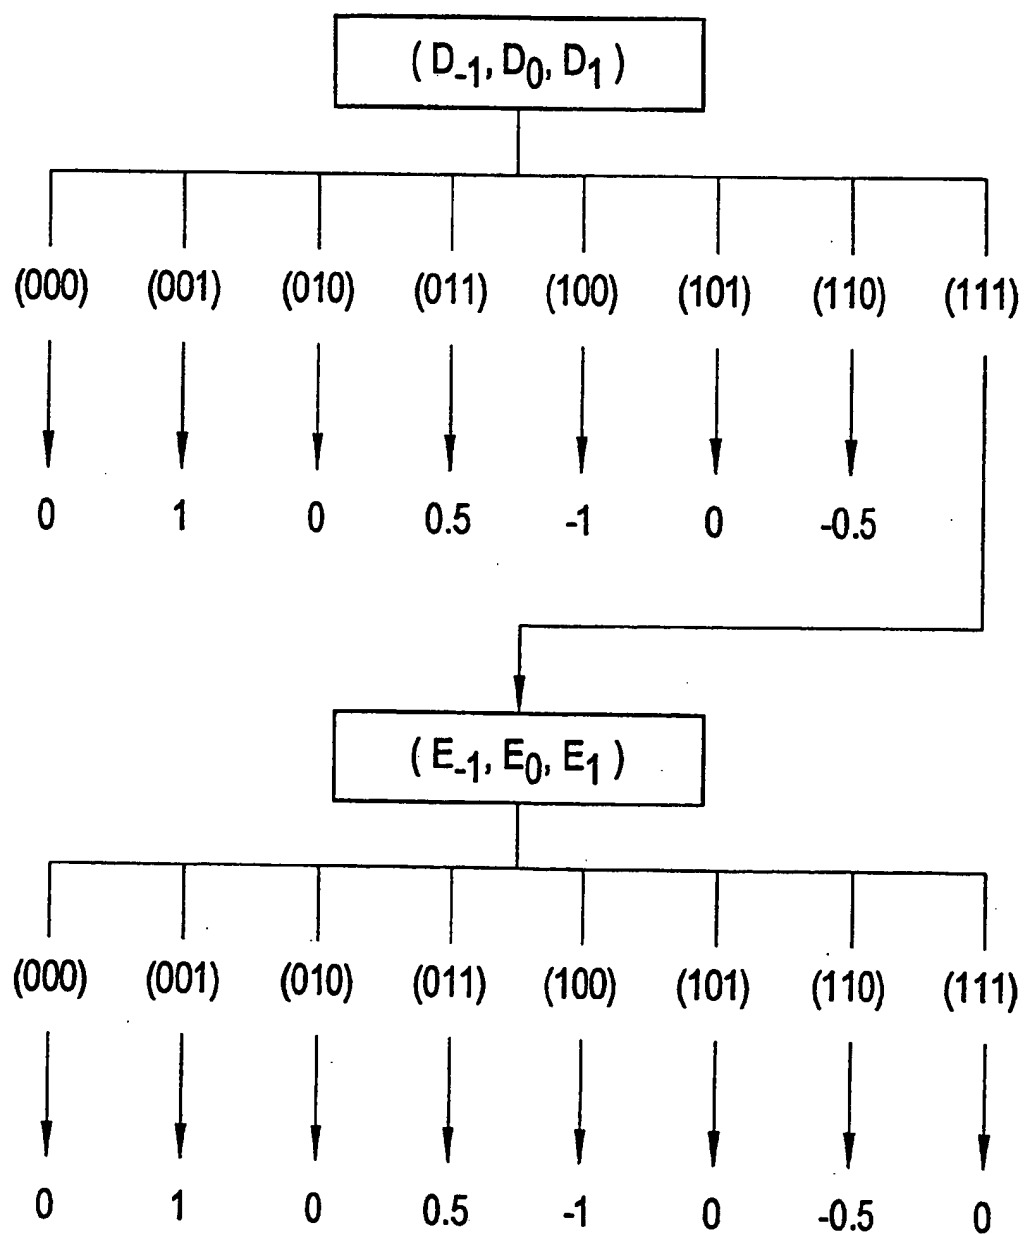 ( D-1, D0, D1 )
(000) (001) (010) (011) (100) (101) (110) (111)
0 1 0 0.5 -1 0 -0.5
( E-1, E0, E1 )
(000) (001) (010) (011) (100) (101) (110) (111)
0 1 0 0.5 -1 0 -0.5 0